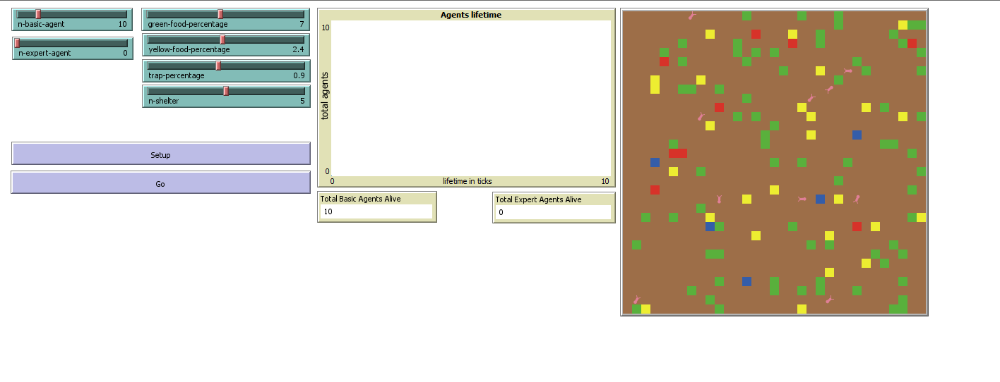 n-basic-agent 10
n-expert-agent 0
green-food-percentage 7
yellow-food-percentage 2.4
trap-percentage 0.9
n-shelter 5
Setup
Go
Agents lifetime
10
total agents
0
0 lifetime in ticks 10
Total Basic Agents Alive
10
Total Expert Agents Alive
0